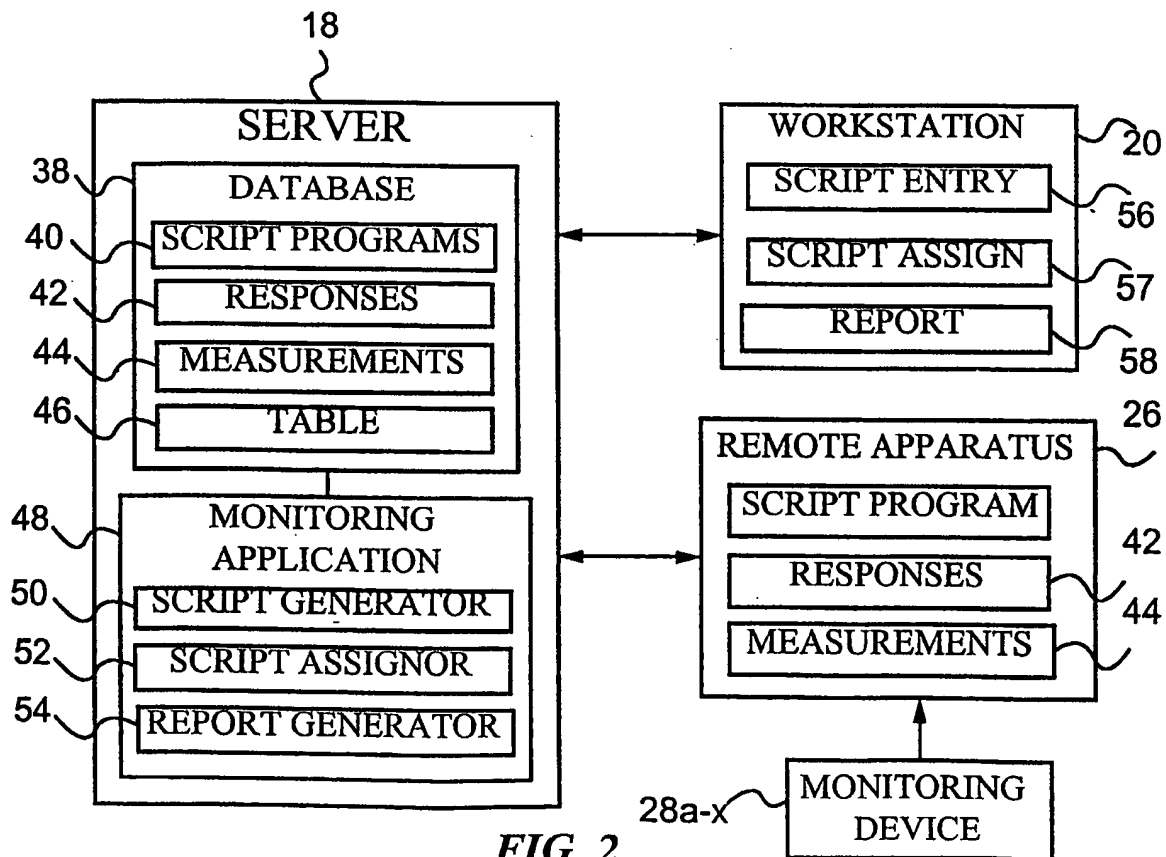 18
SERVER
38
DATABASE
40
SCRIPT PROGRAMS
42
RESPONSES
44
MEASUREMENTS
46
TABLE
48
MONITORING
APPLICATION
50
SCRIPT GENERATOR
52
SCRIPT ASSIGNOR
54
REPORT GENERATOR
WORKSTATION
20
SCRIPT ENTRY
56
SCRIPT ASSIGN
57
REPORT
58
26
REMOTE APPARATUS
SCRIPT PROGRAM
42
RESPONSES
44
MEASUREMENTS
28a-x
MONITORING
DEVICE
FIG. 2